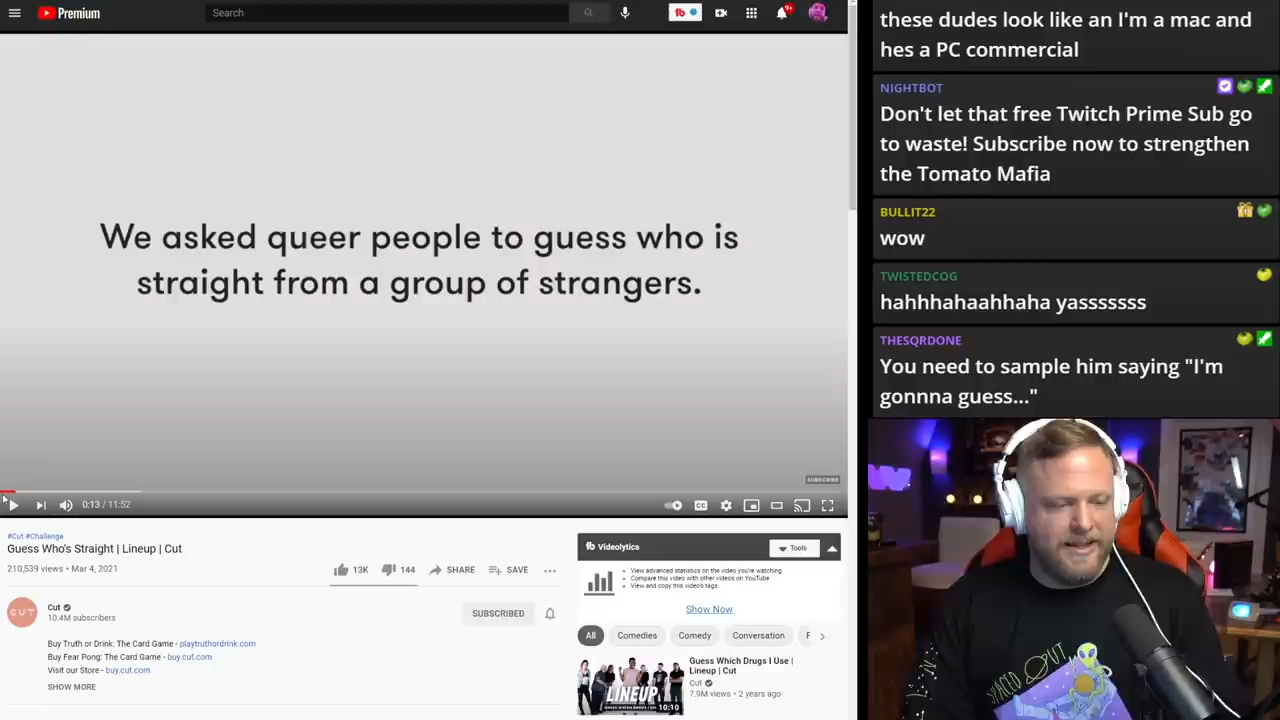 Premium
Search
9+
We asked queer people to guess who is
straight from a group of strangers.
SUBSCRIBE
0:13 / 11:52
#Cut #Challenge
Guess Who's Straight | Lineup | Cut
210,539 views • Mar 4, 2021
13K
144
SHARE
SAVE
CUT
Cut
10.4M subscribers
SUBSCRIBED
Buy Truth or Drink: The Card Game - playtruthordrink.com
Buy Fear Pong: The Card Game - buy.cut.com
Visit our Store - buy.cut.com
SHOW MORE
Videolytics
Tools
View advanced statistics on the video you're watching
Compare this video with other videos on YouTube
View and copy this video's tags
Show Now
All
Comedies
Comedy
Conversation
Guess Which Drugs I Use |
Lineup | Cut
Cut
7.9M views • 2 years ago
LINEUP
10:10
these dudes look like an I'm a mac and
hes a PC commercial
NIGHTBOT
Don't let that free Twitch Prime Sub go
to waste! Subscribe now to strengthen
the Tomato Mafia
BULLIT22
wow
TWISTEDCOG
hahhhahaahhaha yasssssss
THESQRDONE
You need to sample him saying "I'm
gonnna guess..."